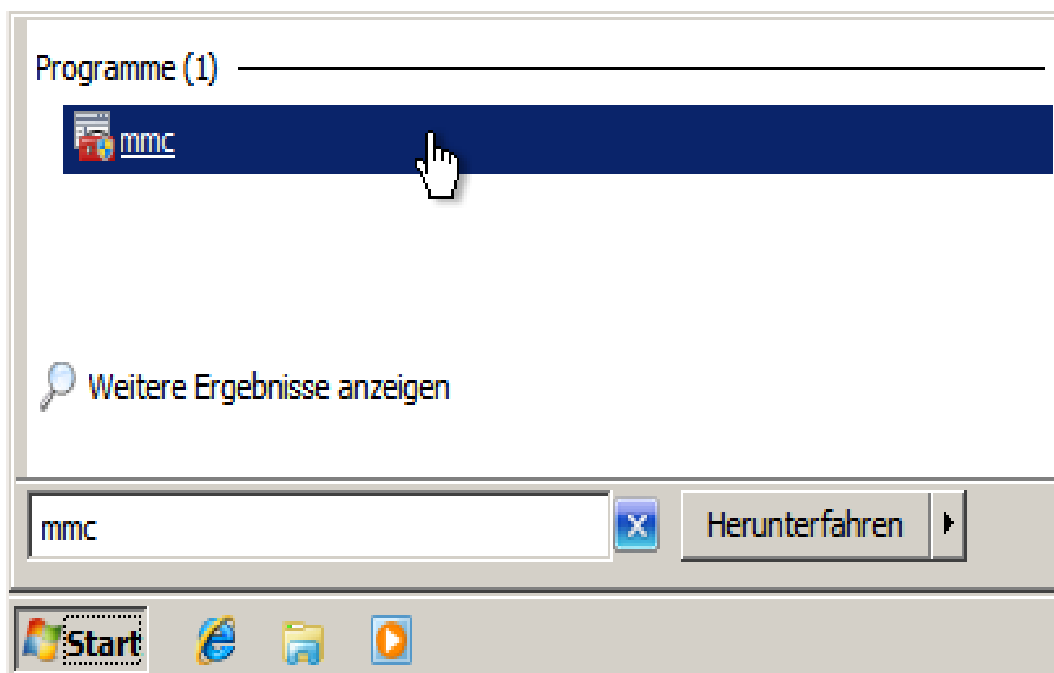 Programme (1)
mmc
Weitere Ergebnisse anzeigen
mmc
Herunterfahren
Start